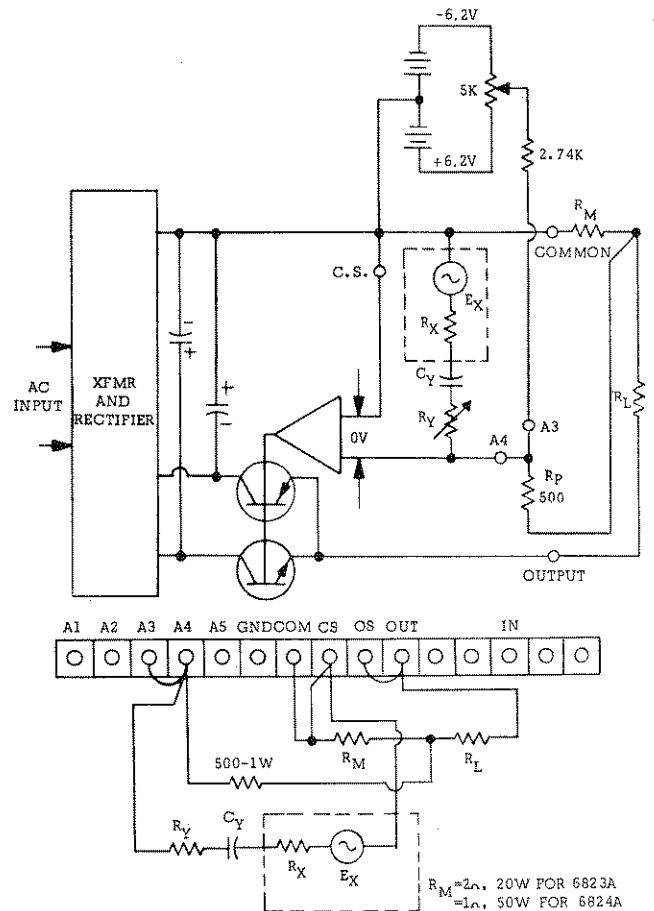 -6.2V
5K
+6.2V
2.74K
R_M
COMMON
C.S.
E_X
R_X
C_Y
R_Y
0V
A4
A3
R_L
R_P
500
AC
INPUT
XFMR
AND
RECTIFIER
OUTPUT
A1 A2 A3 A4 A5 GND COM CS OS OUT IN
500-1W
R_M
R_L
R_Y
C_Y
R_X
E_X
R_M =2Ω, 20W FOR 6823A
=1Ω, 50W FOR 6824A